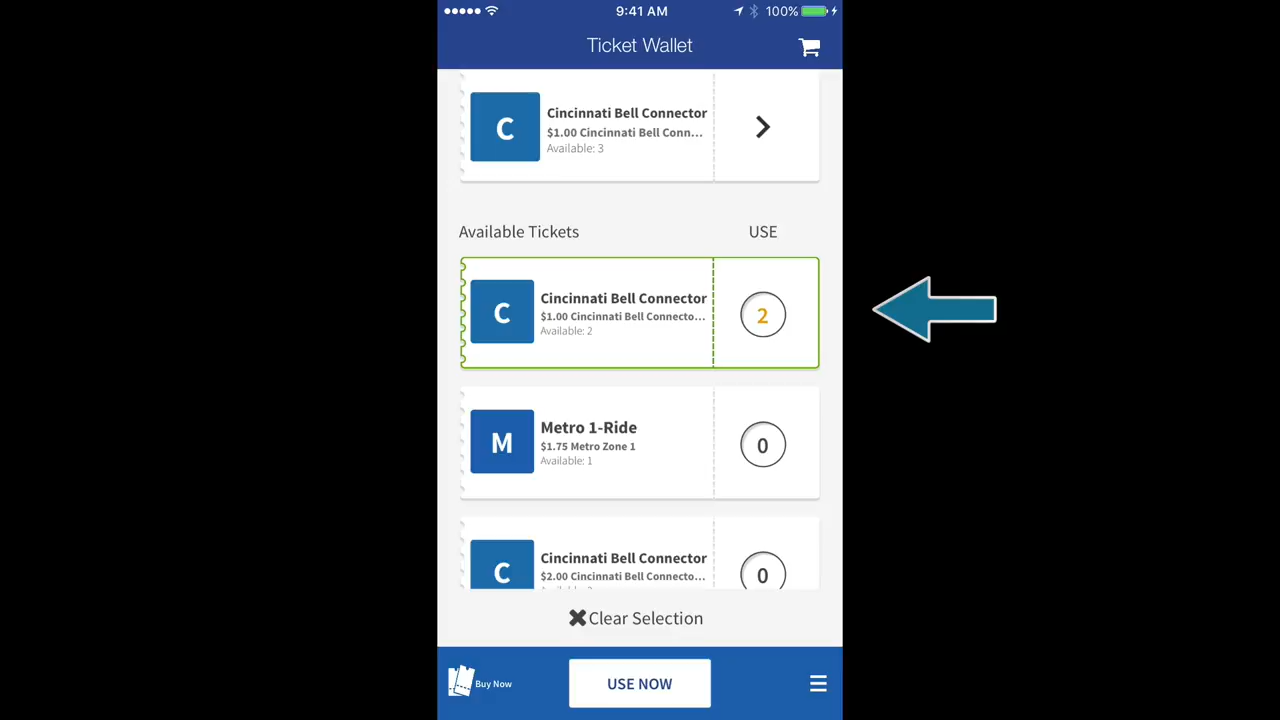 9:41 AM
100%
Ticket Wallet
C
Cincinnati Bell Connector
$1.00 Cincinnati Bell Conn...
Available: 3
Available Tickets
USE
C
Cincinnati Bell Connector
$1.00 Cincinnati Bell Connecto...
Available: 2
2
M
Metro 1-Ride
$1.75 Metro Zone 1
Available: 1
0
C
Cincinnati Bell Connector
$2.00 Cincinnati Bell Connecto...
0
Clear Selection
Buy Now
USE NOW